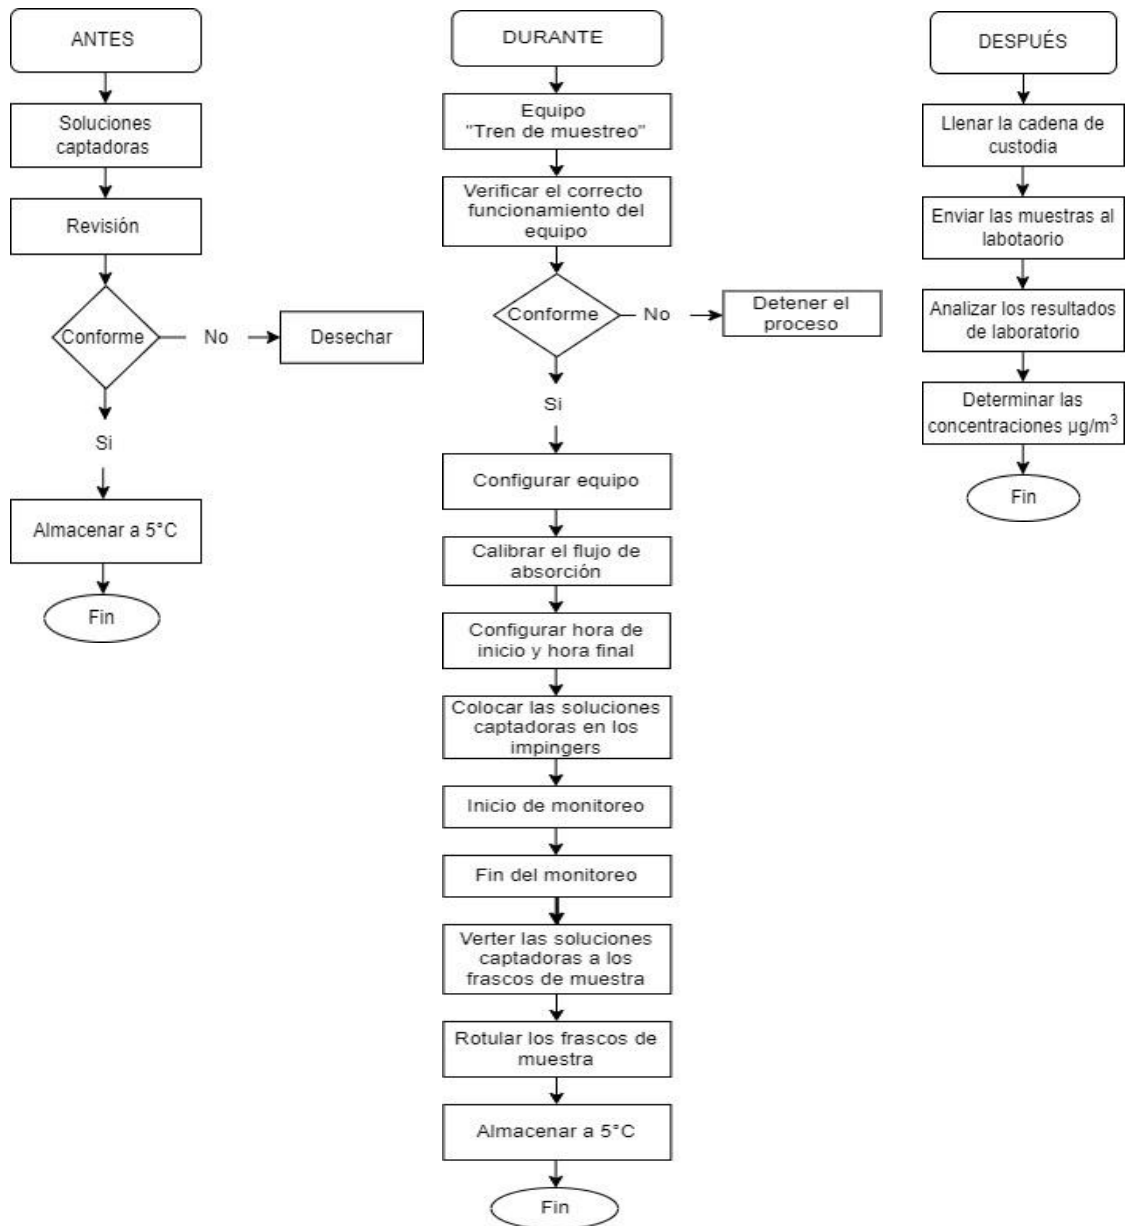 ANTES
Soluciones
captadoras
Revisión
Conforme
No
Desechar
Si
Almacenar a 5°C
Fin
DURANTE
Equipo
"Tren de muestreo"
Verificar el correcto
funcionamiento del
equipo
Conforme
No
Detener el
proceso
Si
Configurar equipo
Calibrar el flujo de
absorción
Configurar hora de
inicio y hora final
Colocar las soluciones
captadoras en los
impingers
Inicio de monitoreo
Fin del monitoreo
Verter las soluciones
captadoras a los
frascos de muestra
Rotular los frascos de
muestra
Almacenar a 5°C
Fin
DESPUÉS
Llenar la cadena de
custodia
Enviar las muestras al
labotaorio
Analizar los resultados
de laboratorio
Determinar las
concentraciones µg/m³
Fin